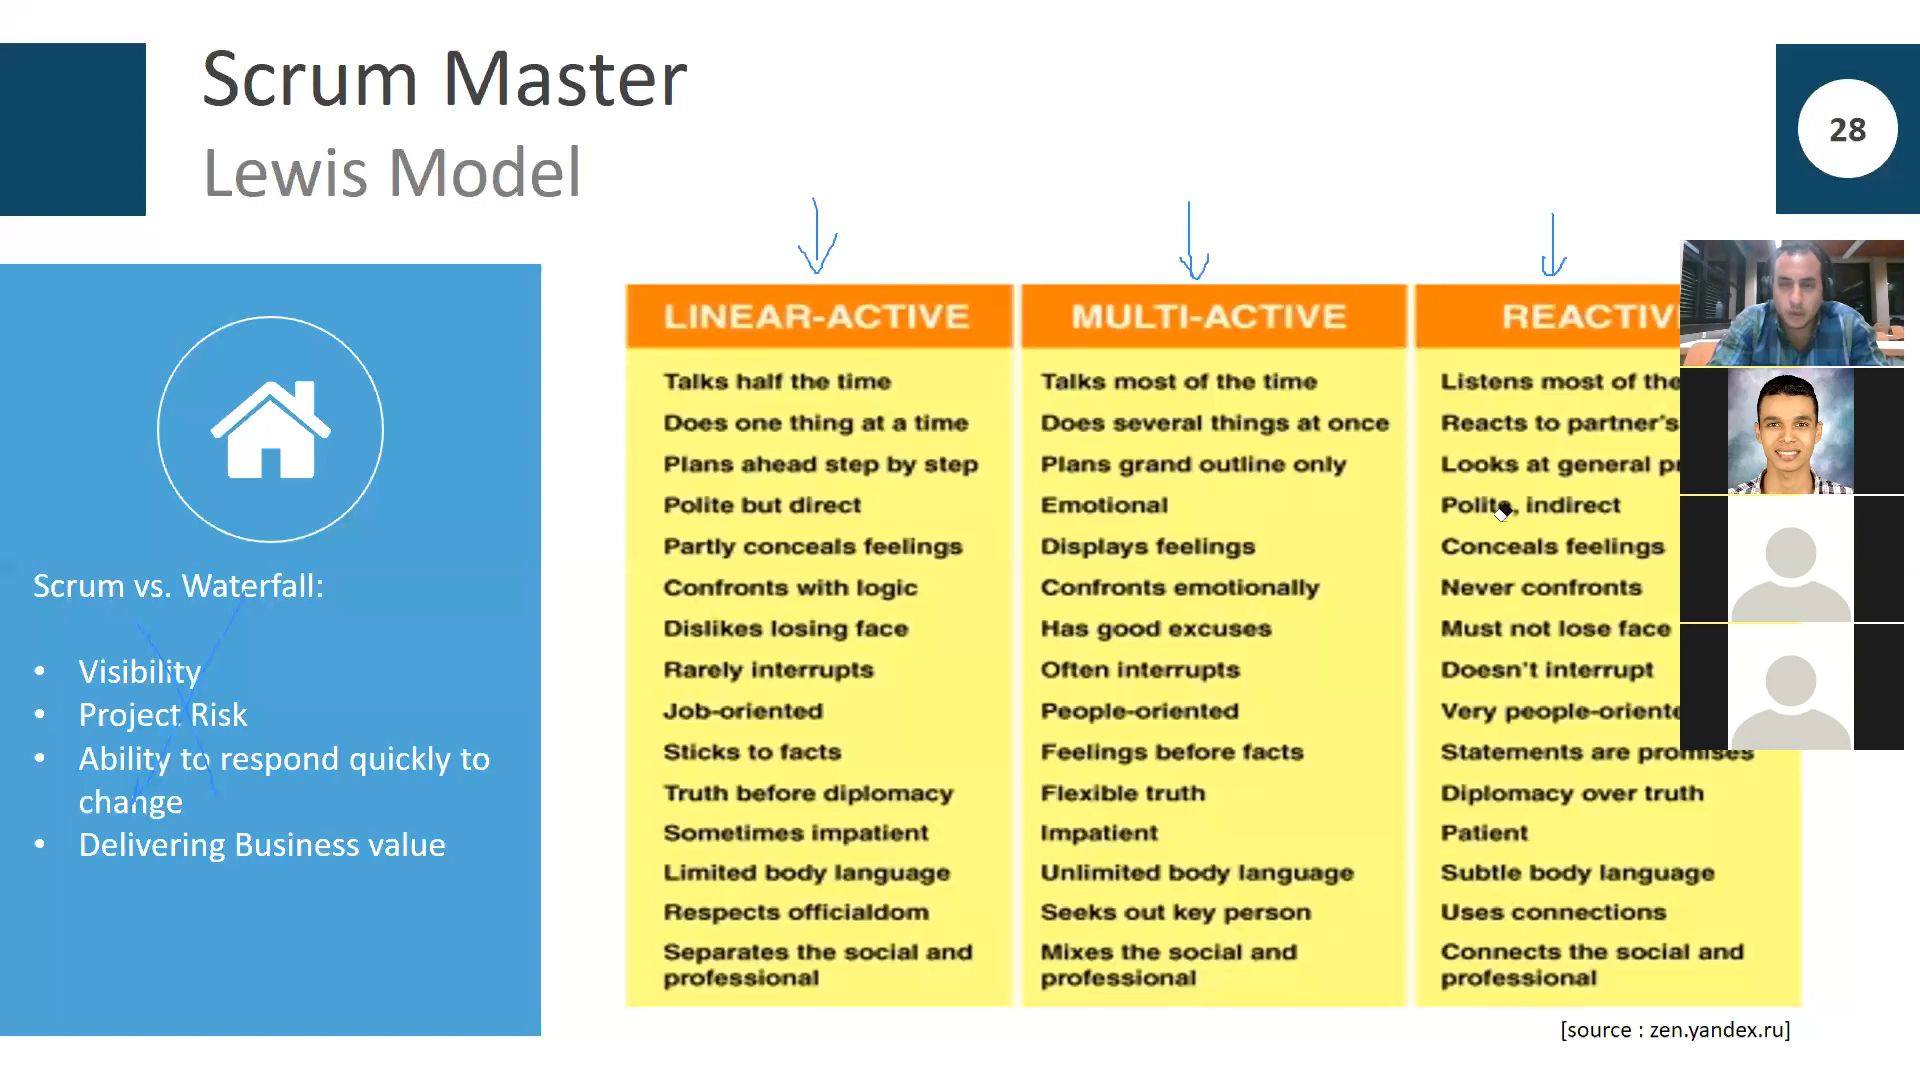 Scrum Master
Lewis Model
28
Scrum vs. Waterfall:
• Visibility
• Project Risk
• Ability to respond quickly to
change
• Delivering Business value
LINEAR-ACTIVE
Talks half the time
Does one thing at a time
Plans ahead step by step
Polite but direct
Partly conceals feelings
Confronts with logic
Dislikes losing face
Rarely interrupts
Job-oriented
Sticks to facts
Truth before diplomacy
Sometimes impatient
Limited body language
Respects officialdom
Separates the social and
professional
MULTI-ACTIVE
Talks most of the time
Does several things at once
Plans grand outline only
Emotional
Displays feelings
Confronts emotionally
Has good excuses
Often interrupts
People-oriented
Feelings before facts
Flexible truth
Impatient
Unlimited body language
Seeks out key person
Mixes the social and
professional
Listens most of the
Reacts to partner's
Looks at general
Polite, indirect
Conceals feelings
Never confronts
Must not lose face
Doesn't interrupt
Very
Statements are promises
Diplomacy over truth
Patient
Subtle body language
Uses connections
Connects the social and
professional
[source : zen.yandex.ru]